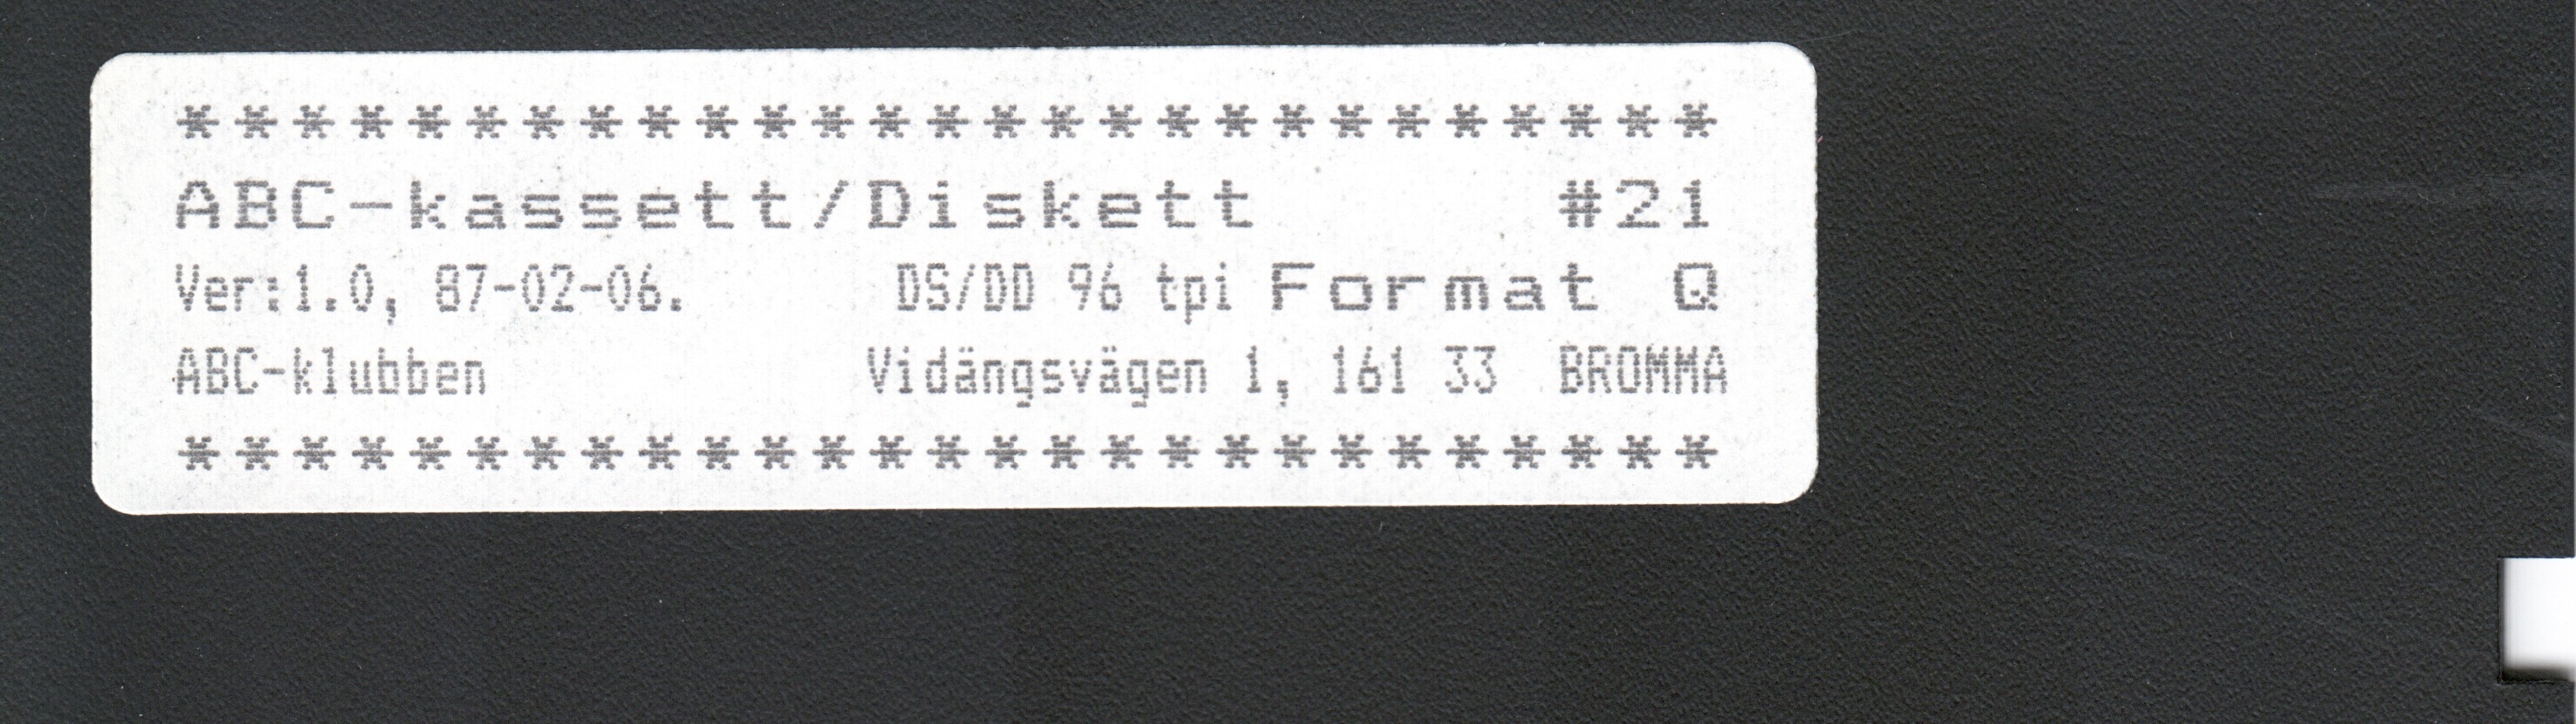 * * * * * * * * * * * * * * * * * * * * * * * * * * *
ABC-kassett/Diskett #21
Ver:1.0, 87-02-06. DS/DD 96 tpi Format Q
ABC-klubben Vidängsvägen 1, 161 33 BROMMA
* * * * * * * * * * * * * * * * * * * * * * * * * * *